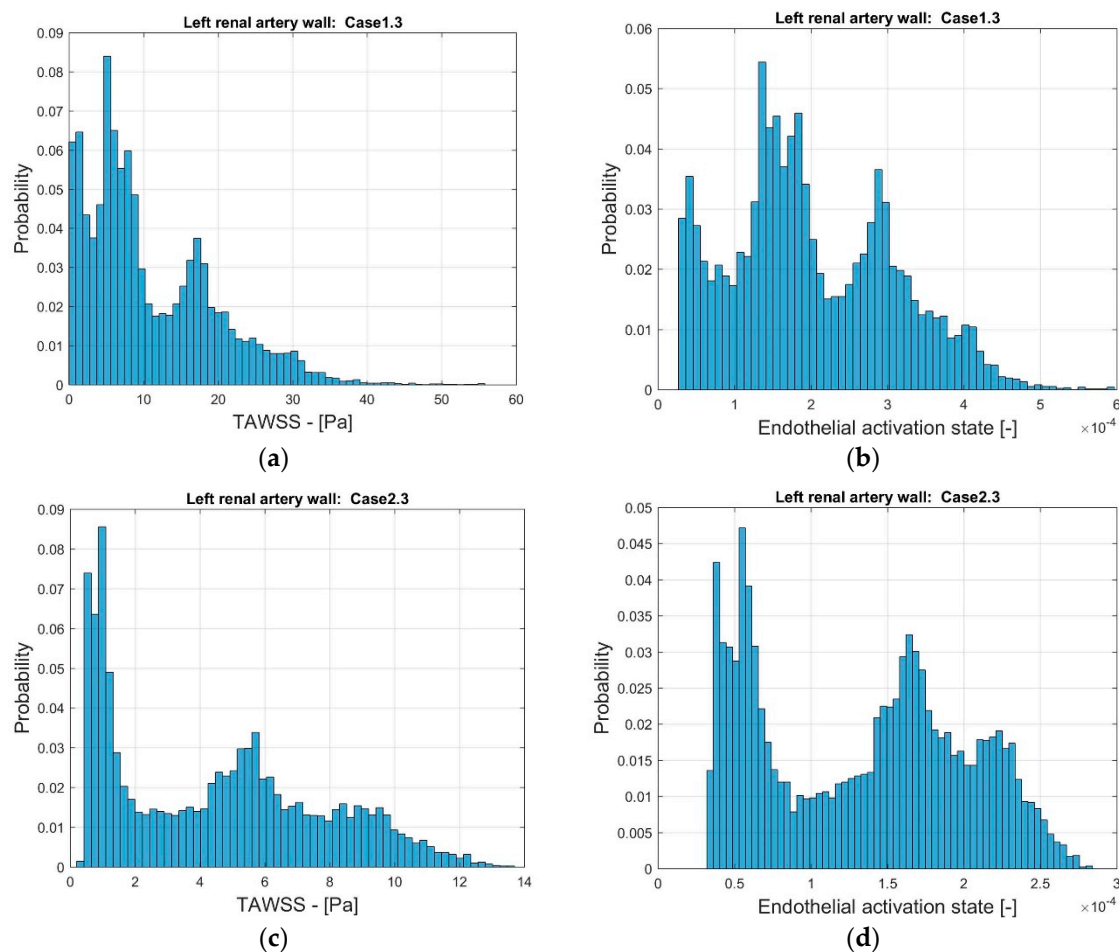 Left renal artery wall: Case1.3
0.09
0.08
0.07
0.06
0.05
0.04
0.03
0.02
0.01
0
Probability
0 10 20 30 40 50 60
TAWSS - [Pa]
(a)
Left renal artery wall: Case1.3
0.06
0.05
0.04
0.03
0.02
0.01
0
Probability
0 1 2 3 4 5 6
×10-4
Endothelial activation state [-]
(b)
Left renal artery wall: Case2.3
0.09
0.08
0.07
0.06
0.05
0.04
0.03
0.02
0.01
0
Probability
0 2 4 6 8 10 12 14
TAWSS - [Pa]
(c)
Left renal artery wall: Case2.3
0.05
0.045
0.04
0.035
0.03
0.025
0.02
0.015
0.01
0.005
0
Probability
0 0.5 1 1.5 2 2.5 3
×10-4
Endothelial activation state [-]
(d)